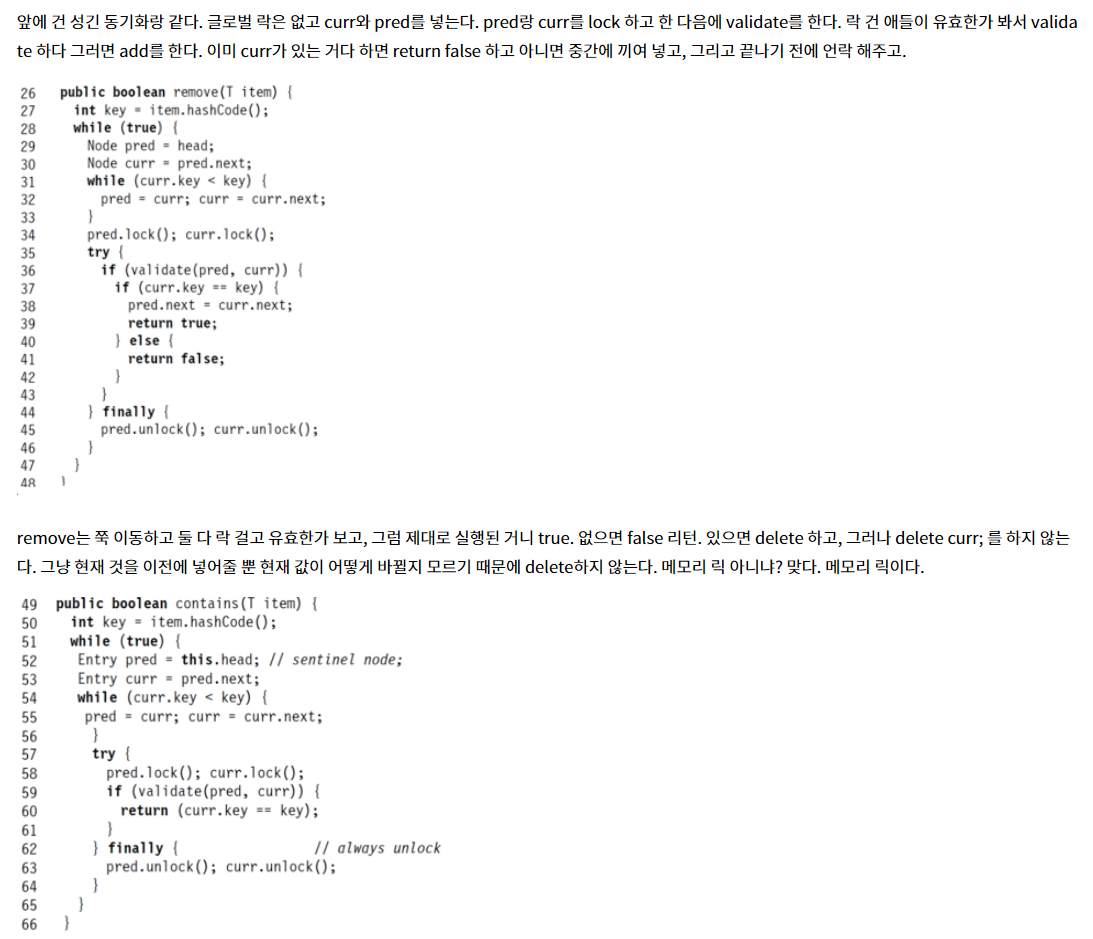 앞에 건 성긴 동기화랑 같다. 글로벌 락은 없고 curr와 pred를 넣는다. pred랑 curr를 lock 하고 한 다음에 validate를 한다. 락 건 애들이 유효한가 봐서 valida
te 하다 그러면 add를 한다. 이미 curr가 있는 거다 하면 return false 하고 아니면 중간에 끼여 넣고, 그리고 끝나기 전에 언락 해주고.
26 public boolean remove(T item) {
27 int key = item.hashCode();
28 while (true) {
29 Node pred = head;
30 Node curr = pred.next;
31 while (curr.key < key) {
32 pred = curr; curr = curr.next;
33 }
34 pred.lock(); curr.lock();
35 try {
36 if (validate(pred, curr)) {
37 if (curr.key == key) {
38 pred.next = curr.next;
39 return true;
40 } else {
41 return false;
42 }
43 }
44 } finally {
45 pred.unlock(); curr.unlock();
46 }
47 }
48 }
remove는 쭉 이동하고 둘 다 락 걸고 유효한가 보고, 그럼 제대로 실행된 거니 true. 없으면 false 리턴. 있으면 delete 하고, 그러나 delete curr; 를 하지 않는
다. 그냥 현재 것을 이전에 넣어줄 뿐 현재 값이 어떻게 바뀔지 모르기 때문에 delete하지 않는다. 메모리 릭 아니냐? 맞다. 메모리 릭이다.
49 public boolean contains(T item) {
50 int key = item.hashCode();
51 while (true) {
52 Entry pred = this.head; // sentinel node;
53 Entry curr = pred.next;
54 while (curr.key < key) {
55 pred = curr; curr = curr.next;
56 }
57 try {
58 pred.lock(); curr.lock();
59 if (validate(pred, curr)) {
60 return (curr.key == key);
61 }
62 } finally { // always unlock
63 pred.unlock(); curr.unlock();
64 }
65 }
66 }